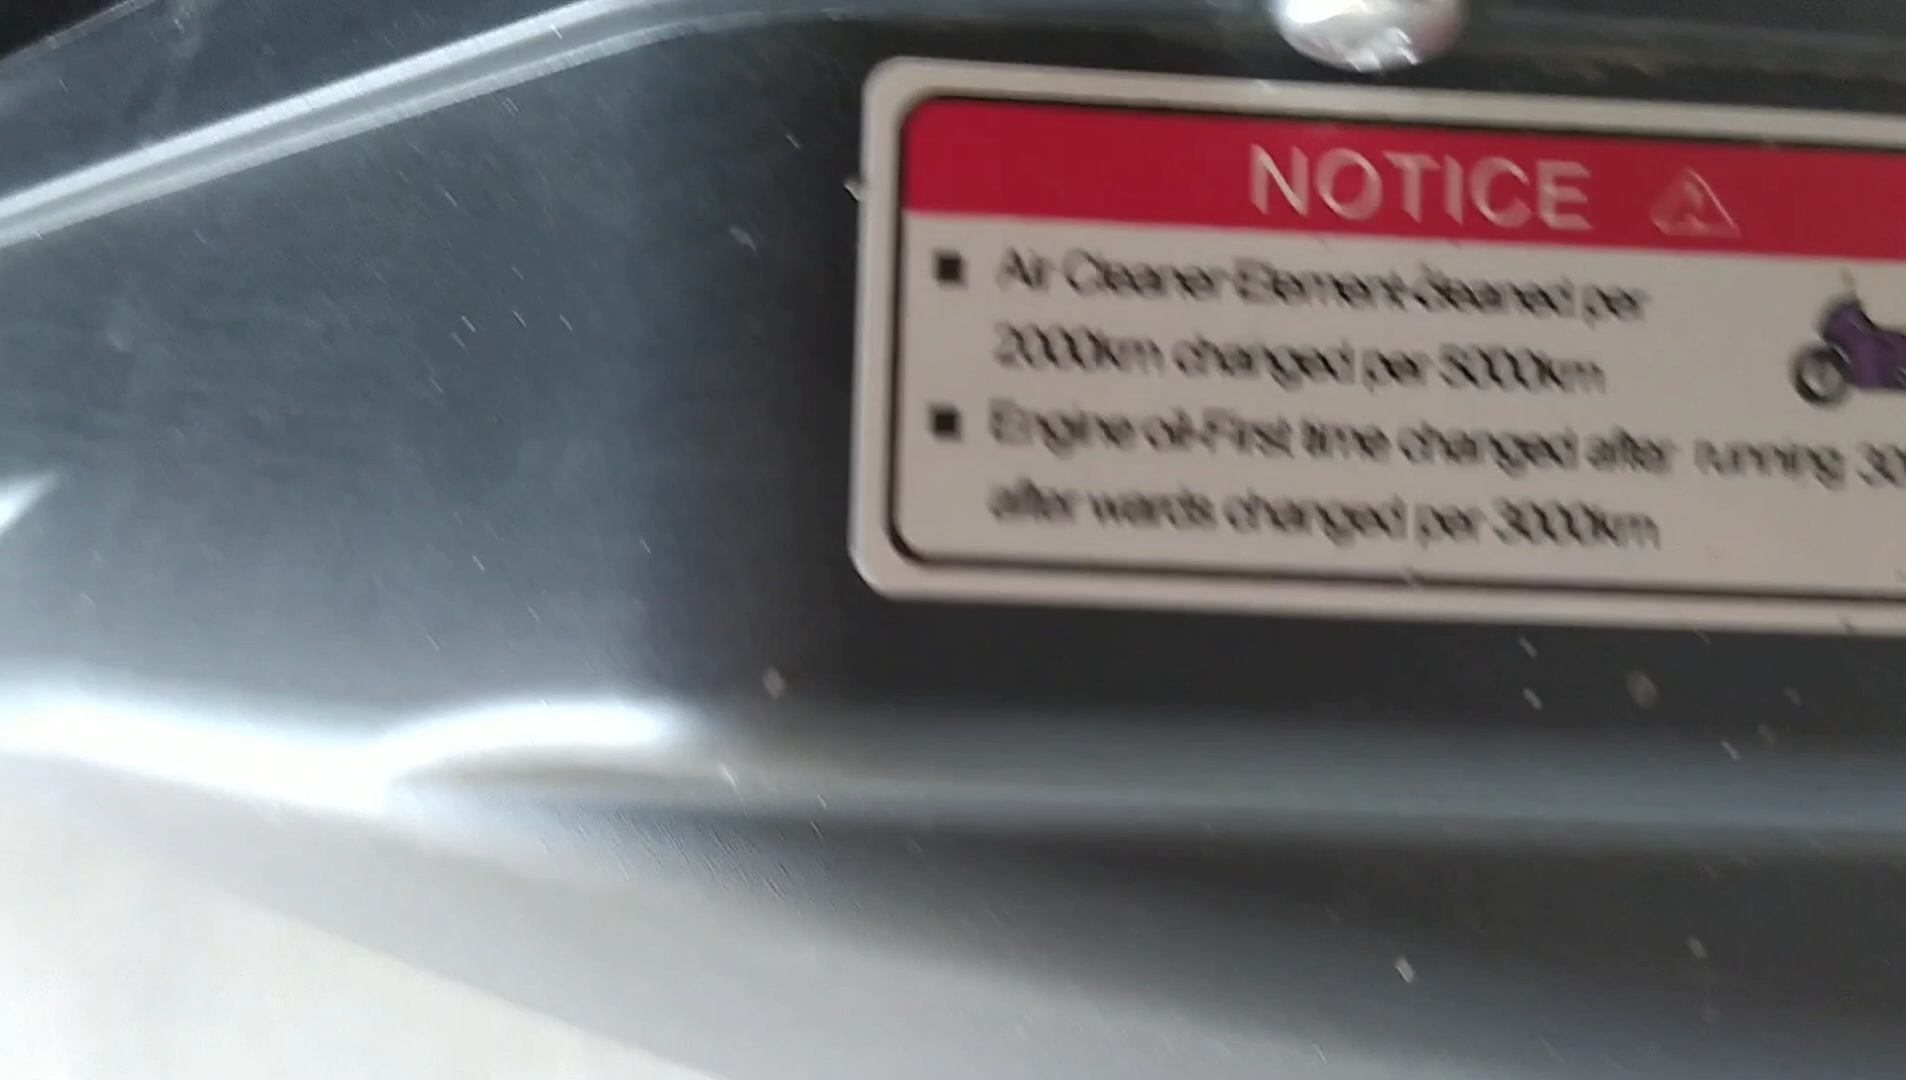 NOTICE
Air Cleaner Element-cleaned per
2000km changed per 5000km
Engine oil-First time changed after running
after wards changed per 3000km